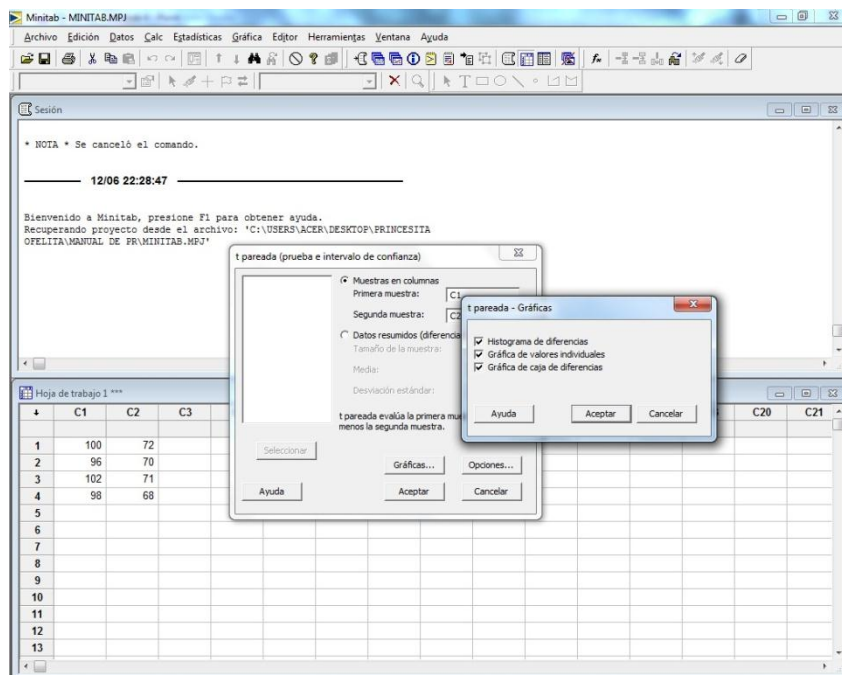 Minitab - MINITAB.MPJ
Archivo Edición Datos Calc Estadísticas Gráfica Editor Herramientas Ventana Ayuda
Sesión
* NOTA * Se canceló el comando.
12/06 22:28:47
Bienvenido a Minitab, presione F1 para obtener ayuda.
Recuperando proyecto desde el archivo: 'C:\USERS\ACER\DESKTOP\PRINCESITA
OFELITA\MANUAL DE PR\MINITAB.MPJ'
t pareada (prueba e intervalo de confianza)
Muestras en columnas
Primera muestra: C1
Segunda muestra: C2
Datos resumidos (diferencia
Tamaño de la muestra:
Media:
Desviación estándar:
t pareada evalúa la primera mue
menos la segunda muestra.
Seleccionar
Gráficas... Opciones...
Ayuda Aceptar Cancelar
t pareada - Gráficas
Histograma de diferencias
Gráfica de valores individuales
Gráfica de caja de diferencias
Ayuda Aceptar Cancelar
Hoja de trabajo 1 ***
C1 C2 C3 C20 C21
1 100 72
2 96 70
3 102 71
4 98 68
5
6
7
8
9
10
11
12
13